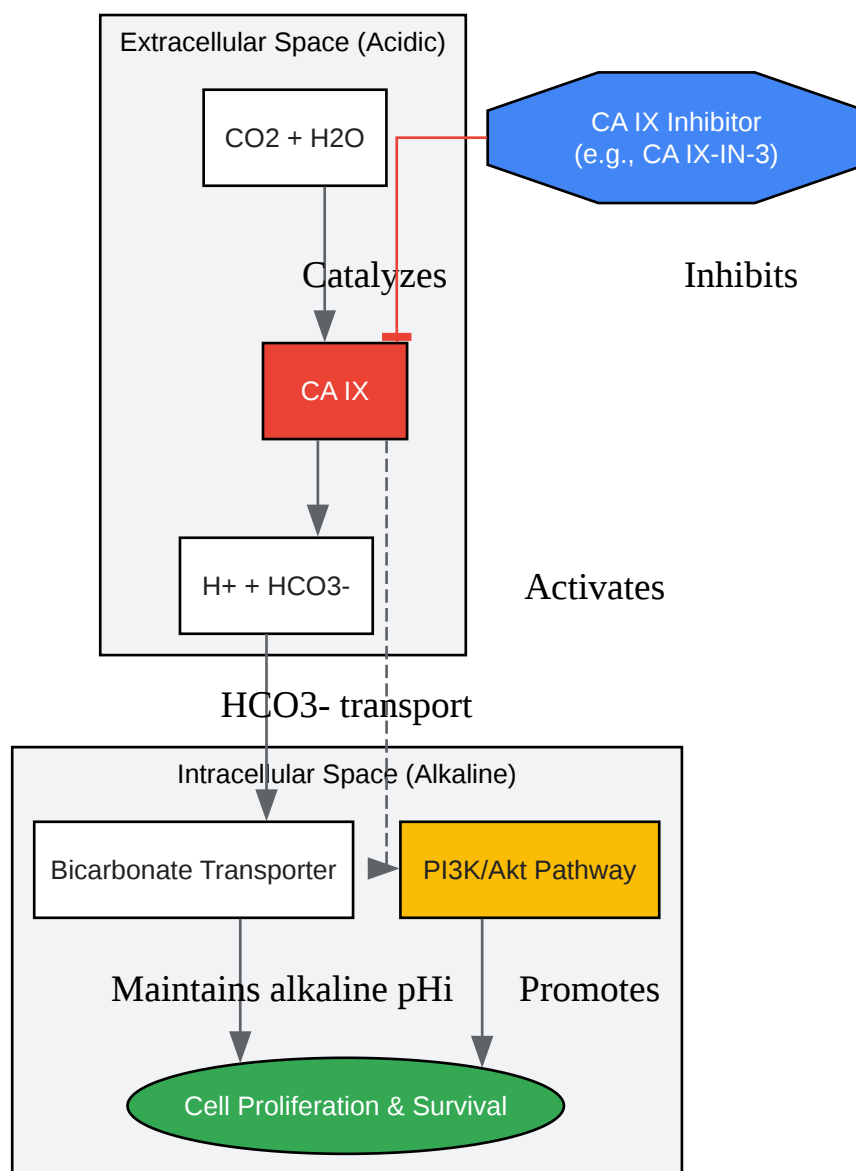 Extracellular Space (Acidic)
CO2 + H2O
CA IX Inhibitor
(e.g., CA IX-IN-3)
Catalyzes
Inhibits
CA IX
H+ + HCO3-
Activates
HCO3- transport
Intracellular Space (Alkaline)
Bicarbonate Transporter
PI3K/Akt Pathway
Maintains alkaline pHi
Promotes
Cell Proliferation & Survival